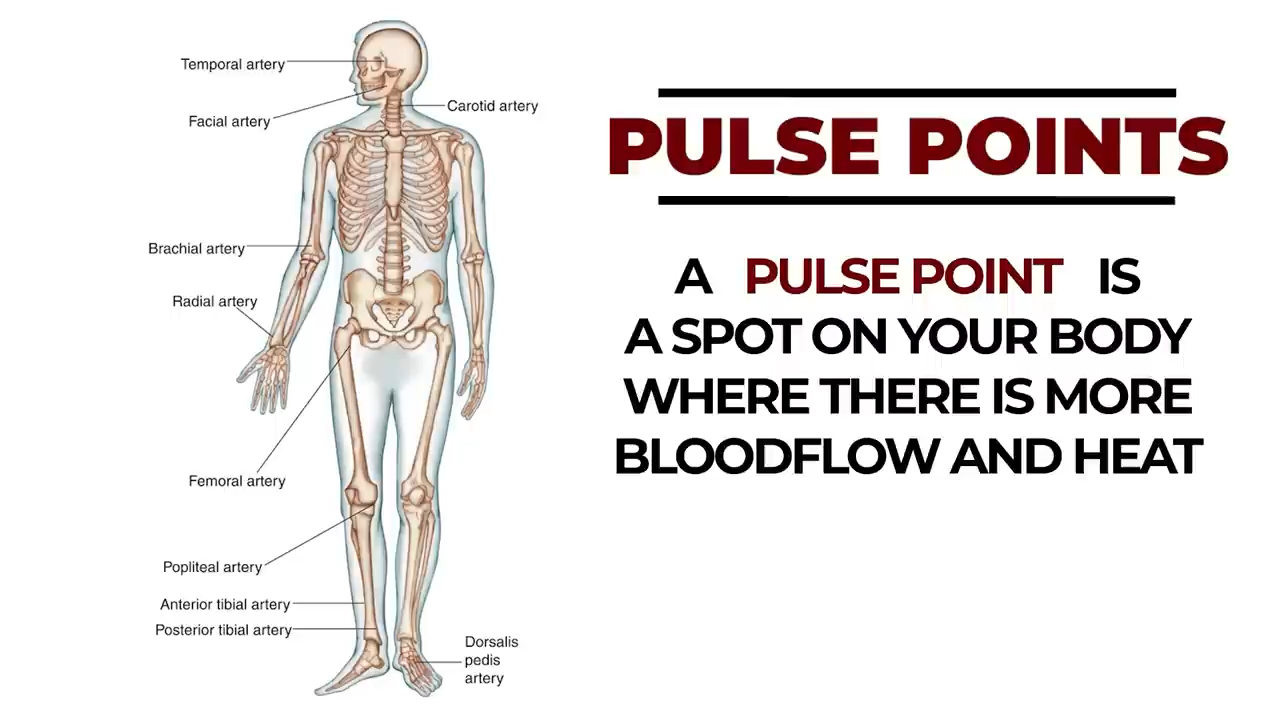 Temporal artery
Facial artery
Carotid artery
Brachial artery
Radial artery
Femoral artery
Popliteal artery
Anterior tibial artery
Posterior tibial artery
Dorsalis
pedis
artery
PULSE POINTS
A PULSE POINT IS
A SPOT ON YOUR BODY
WHERE THERE IS MORE
BLOODFLOW AND HEAT